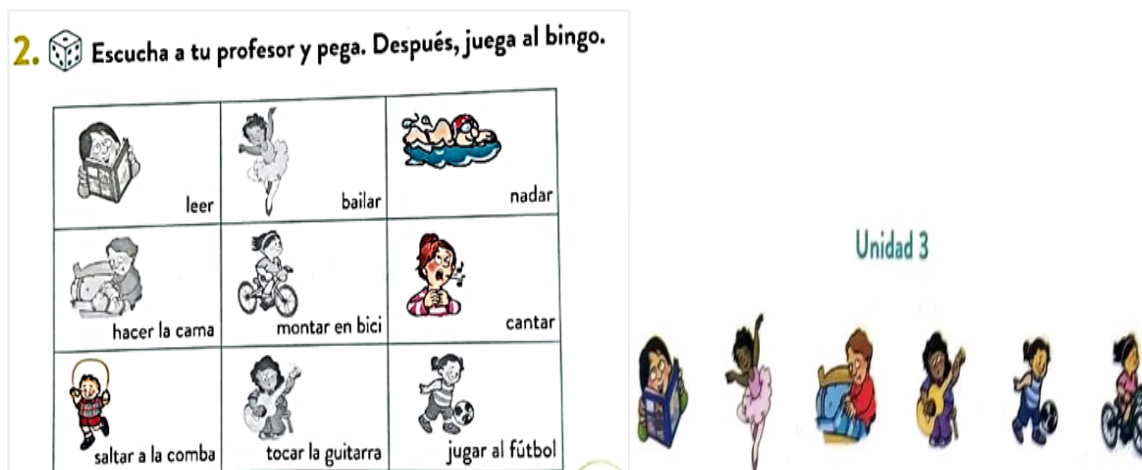 2. Escucha a tu profesor y pega. Después, juega al bingo.
leer
bailar
nadar
hacer la cama
montar en bici
cantar
saltar a la comba
tocar la guitarra
jugar al fútbol
Unidad 3